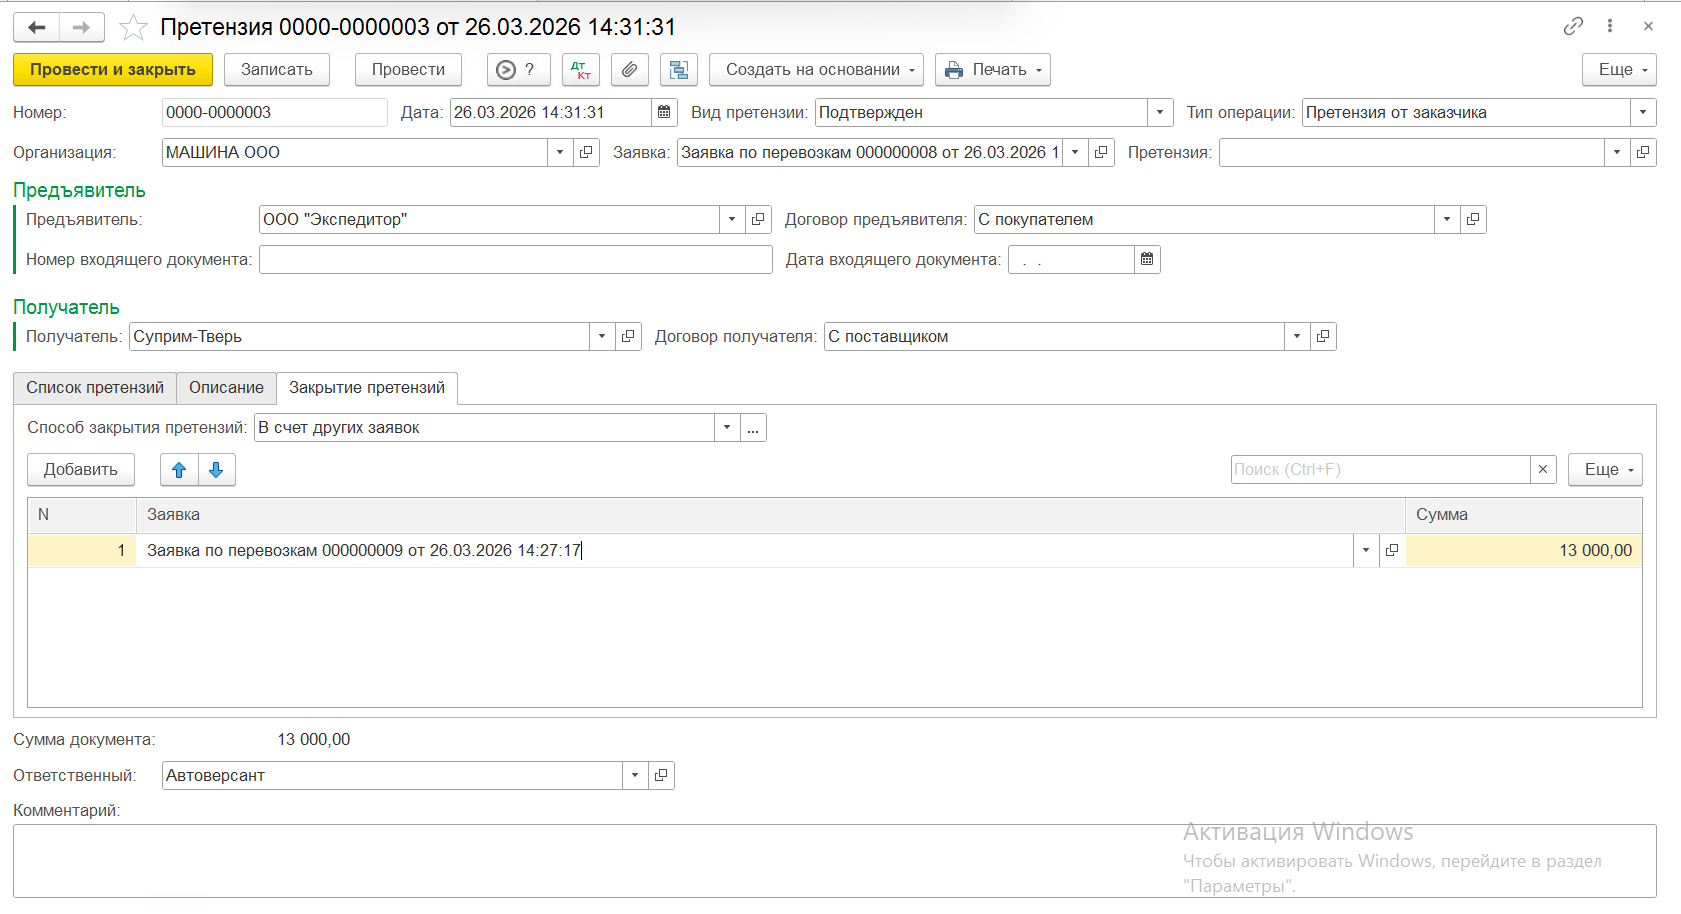 Претензия 0000-0000003 от 26.03.2026 14:31:31
Провести и закрыть Записать Провести ? Дт Кт Создать на основании Печать Еще
Номер: 0000-0000003 Дата: 26.03.2026 14:31:31 Вид претензии: Подтвержден Тип операции: Претензия от заказчика
Организация: МАШИНА ООО Заявка: Заявка по перевозкам 000000008 от 26.03.2026 1 Претензия:
Предъявитель
Предъявитель: ООО "Экспедитор" Договор предъявителя: С покупателем
Номер входящего документа: Дата входящего документа: . .
Получатель
Получатель: Суприм-Тверь Договор получателя: С поставщиком
Список претензий Описание Закрытие претензий
Способ закрытия претензий: В счет других заявок ...
Добавить Поиск (Ctrl+F) × Еще
N Заявка Сумма
1 Заявка по перевозкам 000000009 от 26.03.2026 14:27:17 13 000,00
Сумма документа: 13 000,00
Ответственный: Автоверсант
Комментарий:
Активация Windows
Чтобы активировать Windows, перейдите в раздел
"Параметры".